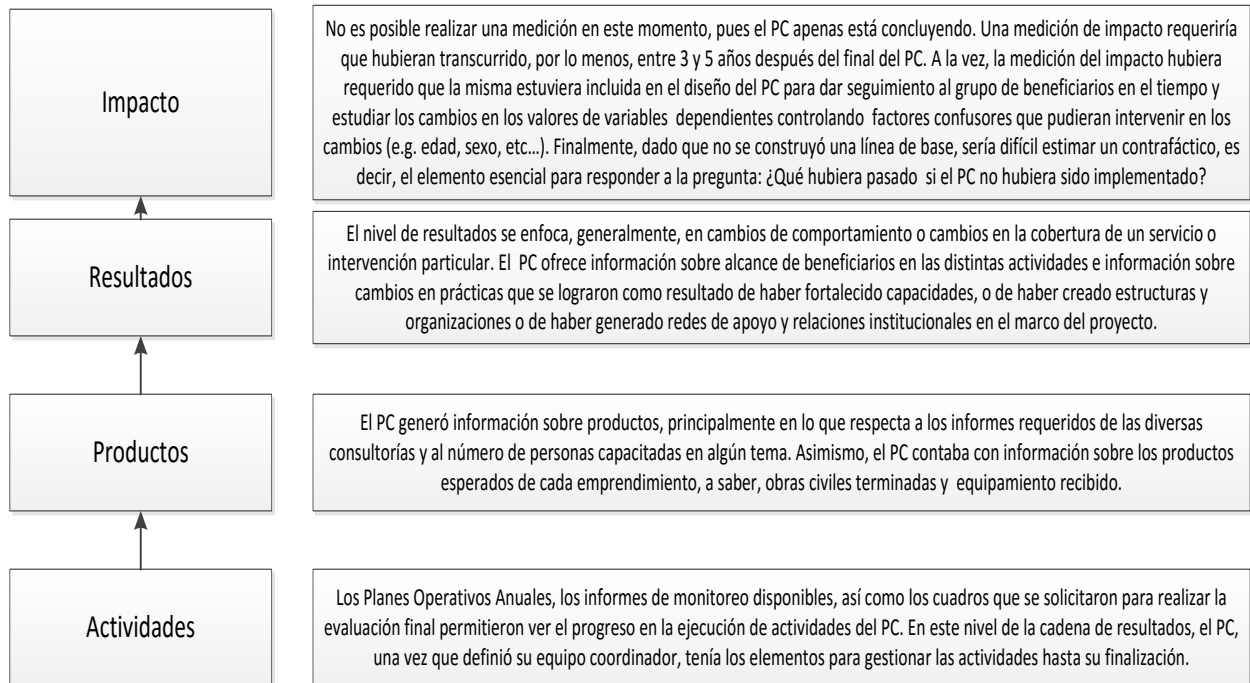 Impacto
No es posible realizar una medición en este momento, pues el PC apenas está concluyendo. Una medición de impacto requeriría
que hubieran transcurrido, por lo menos, entre 3 y 5 años después del final del PC. A la vez, la medición del impacto hubiera
requerido que la misma estuviera incluida en el diseño del PC para dar seguimiento al grupo de beneficiarios en el tiempo y
estudiar los cambios en los valores de variables dependientes controlando factores confusores que pudieran intervenir en los
cambios (e.g. edad, sexo, etc...). Finalmente, dado que no se construyó una línea de base, sería difícil estimar un contrafáctico, es
decir, el elemento esencial para responder a la pregunta: ¿Qué hubiera pasado si el PC no hubiera sido implementado?
Resultados
El nivel de resultados se enfoca, generalmente, en cambios de comportamiento o cambios en la cobertura de un servicio o
intervención particular. El PC ofrece información sobre alcance de beneficiarios en las distintas actividades e información sobre
cambios en prácticas que se lograron como resultado de haber fortalecido capacidades, o de haber creado estructuras y
organizaciones o de haber generado redes de apoyo y relaciones institucionales en el marco del proyecto.
Productos
El PC generó información sobre productos, principalmente en lo que respecta a los informes requeridos de las diversas
consultorías y al número de personas capacitadas en algún tema. Asimismo, el PC contaba con información sobre los productos
esperados de cada emprendimiento, a saber, obras civiles terminadas y equipamiento recibido.
Actividades
Los Planes Operativos Anuales, los informes de monitoreo disponibles, así como los cuadros que se solicitaron para realizar la
evaluación final permitieron ver el progreso en la ejecución de actividades del PC. En este nivel de la cadena de resultados, el PC,
una vez que definió su equipo coordinador, tenía los elementos para gestionar las actividades hasta su finalización.